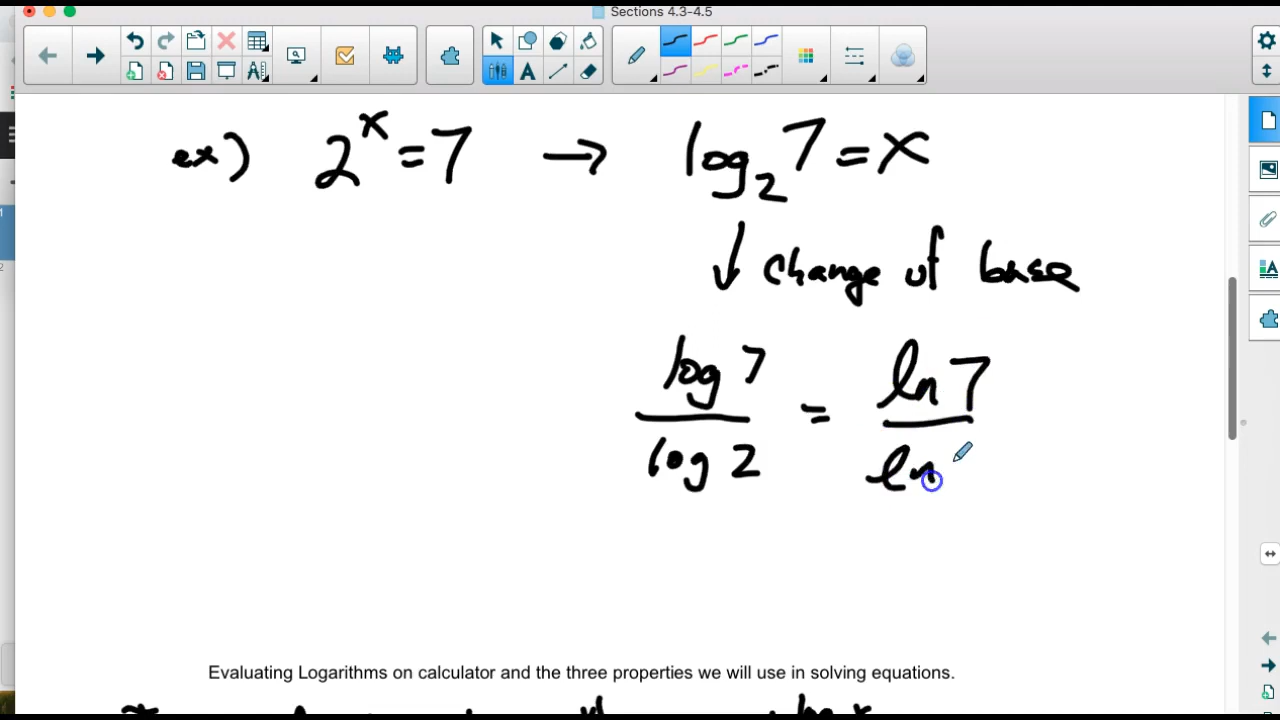 Sections 4.3-4.5
ex) 2^x = 7 → log_2 7 = x
↓ change of base
log 7 / log 2 = ln 7 / ln
Evaluating Logarithms on calculator and the three properties we will use in solving equations.